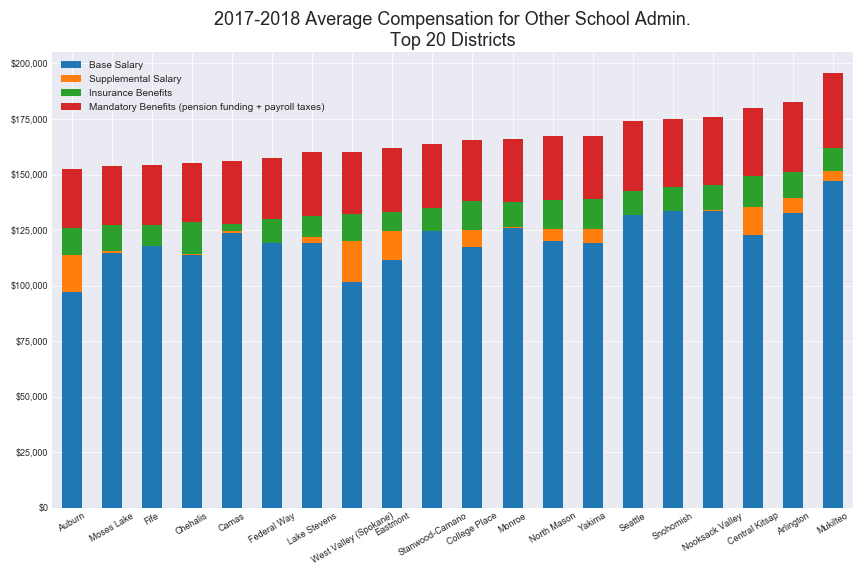 2017-2018 Average Compensation for Other School Admin.
Top 20 Districts
Base Salary
Supplemental Salary
Insurance Benefits
Mandatory Benefits (pension funding + payroll taxes)
$200,000
$175,000
$150,000
$125,000
$100,000
$75,000
$50,000
$25,000
$0
Auburn
Moses Lake
Fife
Chehalis
Camas
Federal Way
Lake Stevens
West Valley (Spokane)
Eastmont
Stanwood-Camano
College Place
Monroe
North Mason
Yakima
Seattle
Snohomish
Nooksack Valley
Central Kitsap
Arlington
Mukilteo